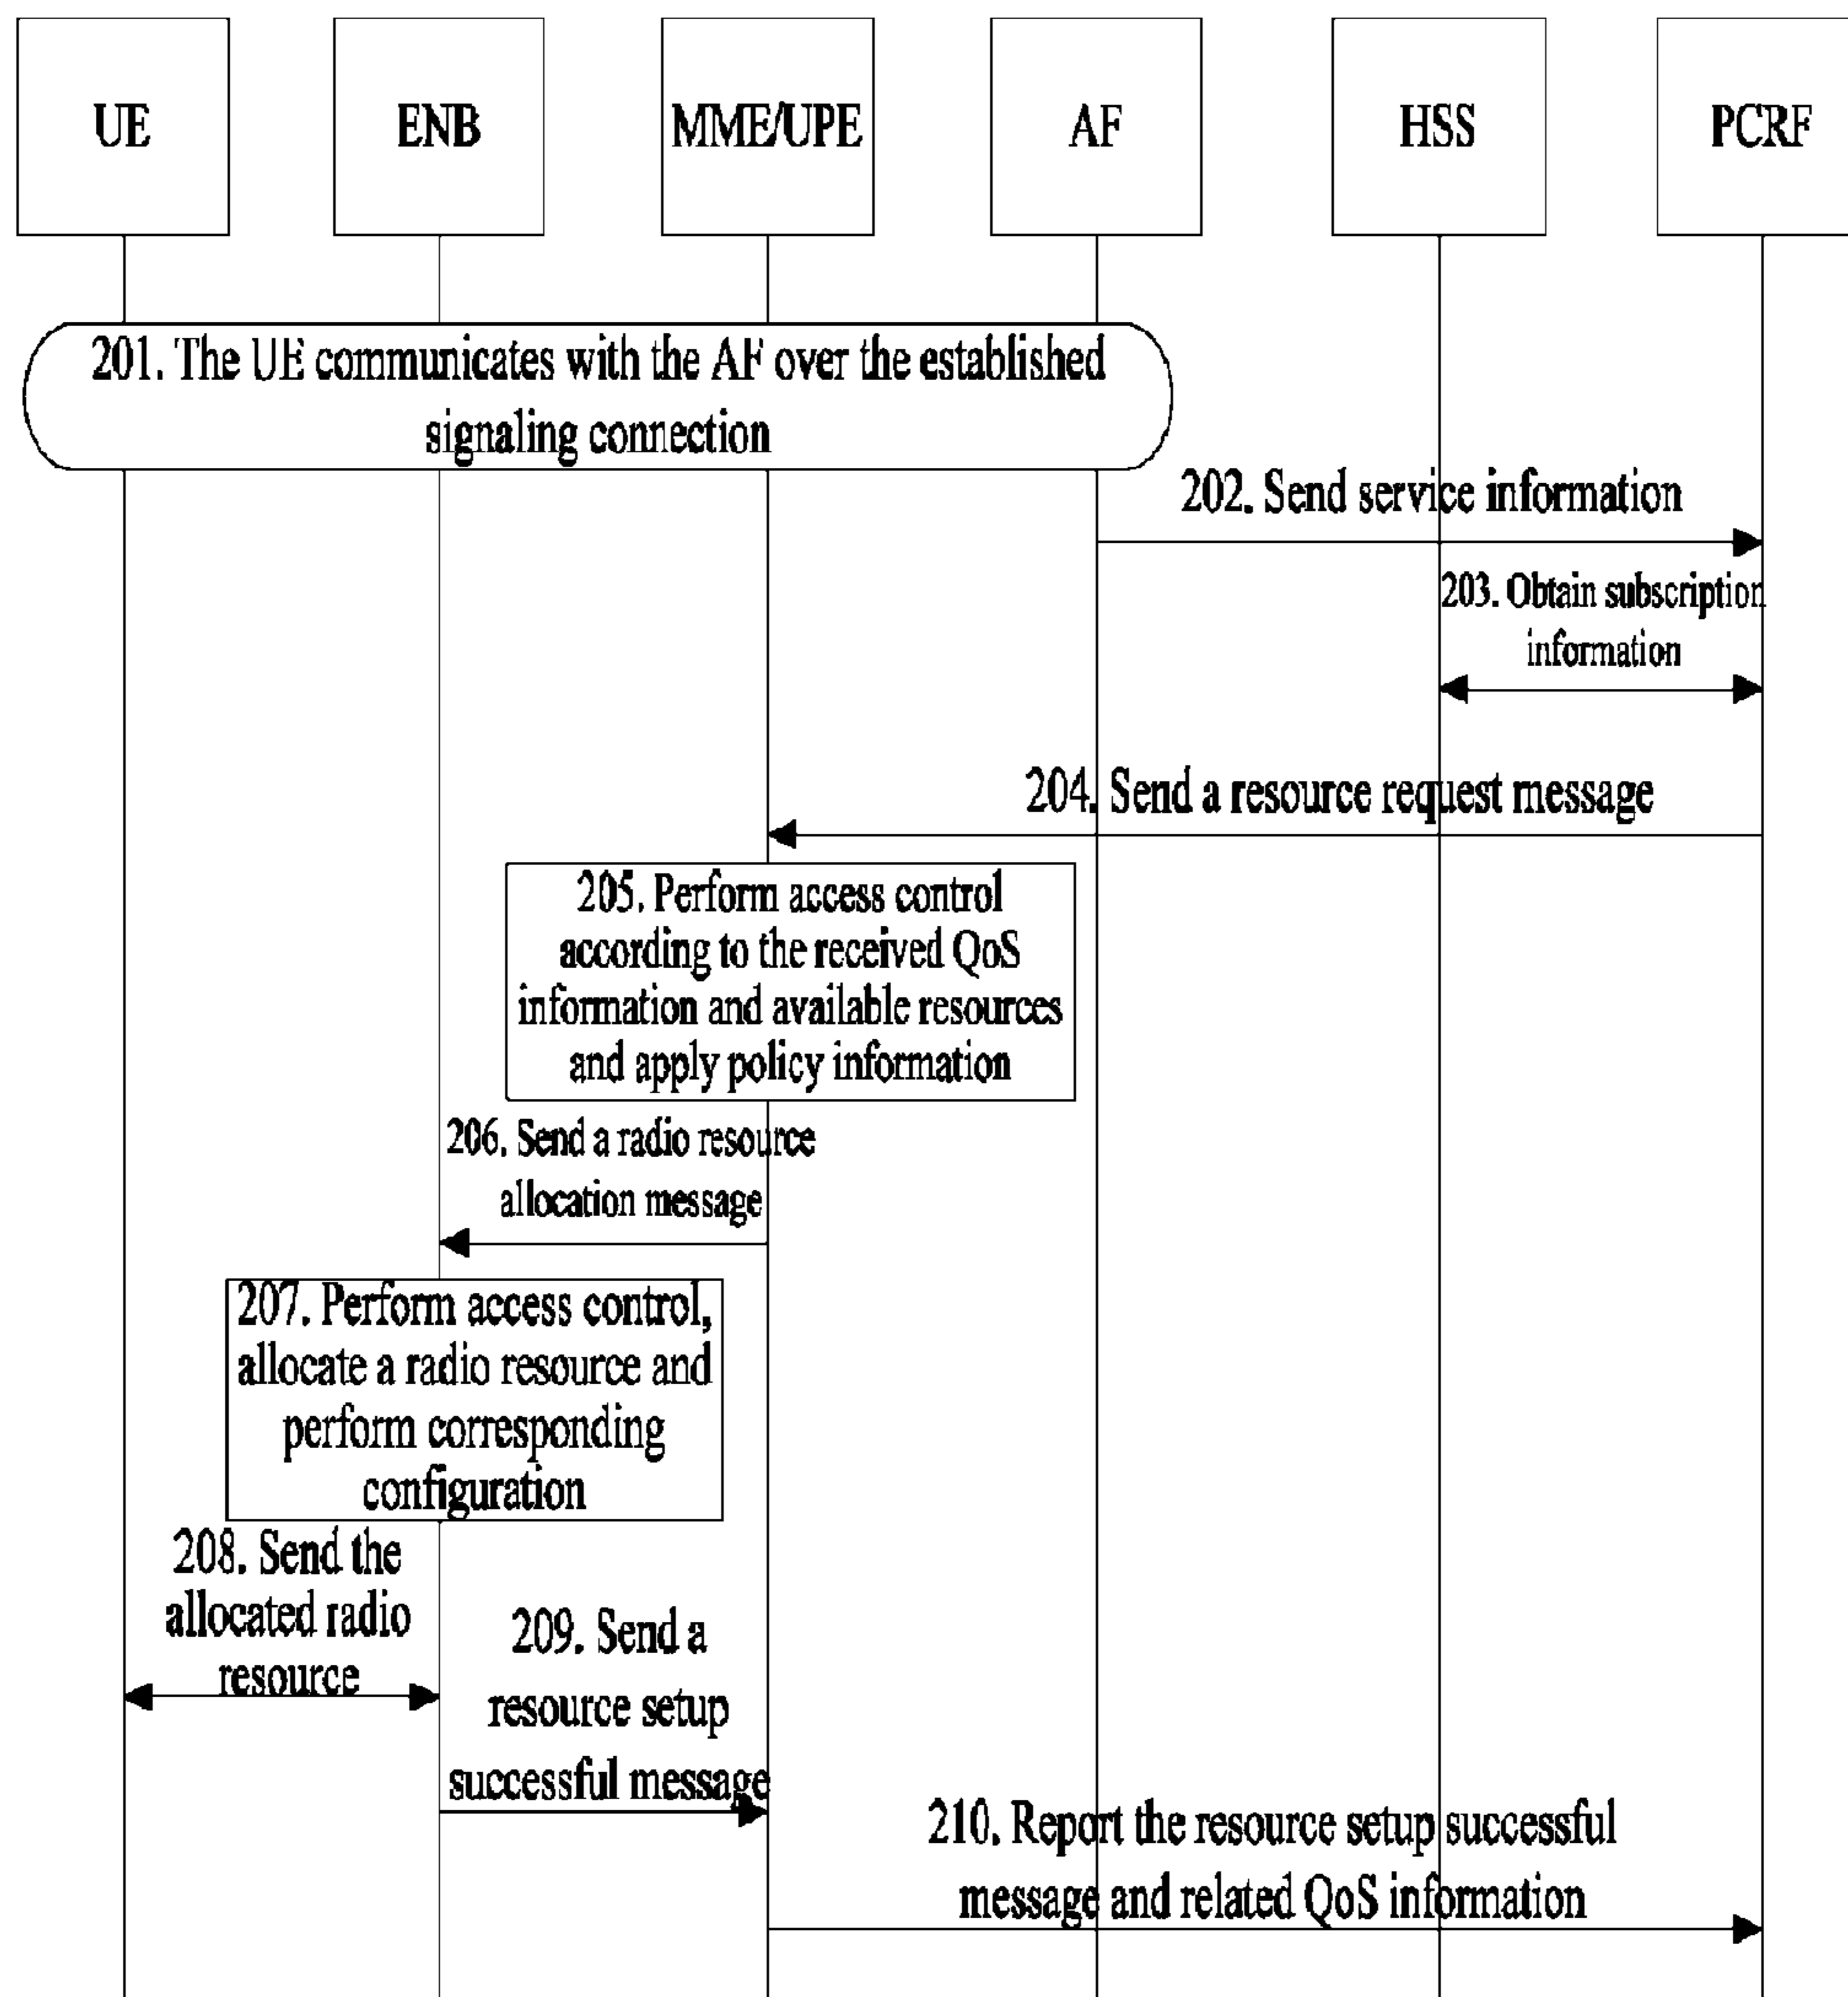 UE
ENB
MME/UPE
AF
HSS
PCRF
201. The UE communicates with the AF over the established
signaling connection
202. Send service information
203. Obtain subscription
information
204. Send a resource request message
205. Perform access control
according to the received QoS
information and available resources
and apply policy information
206. Send a radio resource
allocation message
207. Perform access control,
allocate a radio resource and
perform corresponding
configuration
208. Send the
allocated radio
resource
209. Send a
resource setup
successful message
210. Report the resource setup successful
message and related QoS information